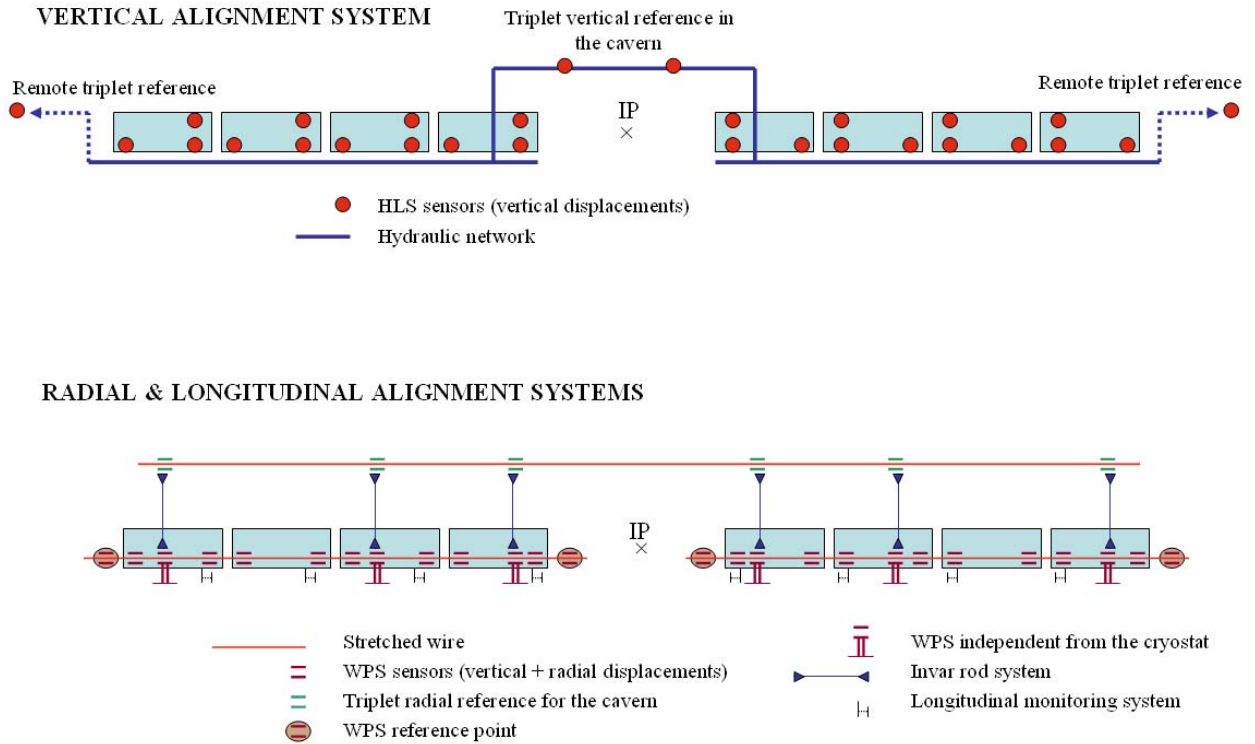 VERTICAL ALIGNMENT SYSTEM
Triplet vertical reference in
the cavern
Remote triplet reference
Remote triplet reference
IP
HLS sensors (vertical displacements)
Hydraulic network
RADIAL & LONGITUDINAL ALIGNMENT SYSTEMS
IP
Stretched wire
WPS sensors (vertical + radial displacements)
Triplet radial reference for the cavern
WPS reference point
WPS independent from the cryostat
Invar rod system
Longitudinal monitoring system